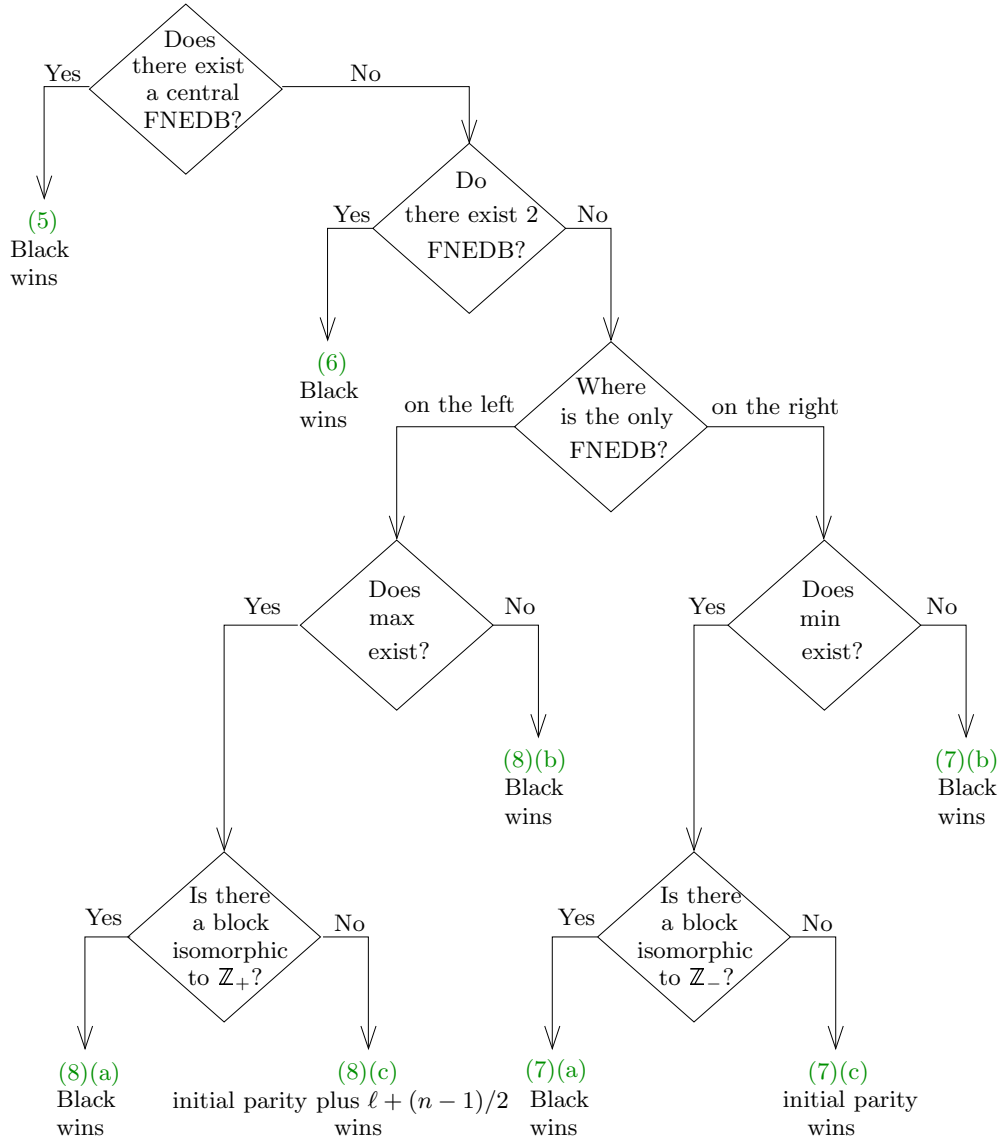 Does
there exist
a central
FNEDB?
Yes
No
(5)
Black
wins
Do
there exist 2
FNEDB?
Yes
No
(6)
Black
wins
Where
is the only
FNEDB?
on the left
on the right
Does
max
exist?
Yes
No
Does
min
exist?
Yes
No
(8)(b)
Black
wins
(7)(b)
Black
wins
Is there
a block
isomorphic
to ℤ₊?
Yes
No
Is there
a block
isomorphic
to ℤ₋?
Yes
No
(8)(a)
Black
wins
(8)(c)
initial parity plus ℓ + (n − 1)/2
wins
(7)(a)
Black
wins
(7)(c)
initial parity
wins